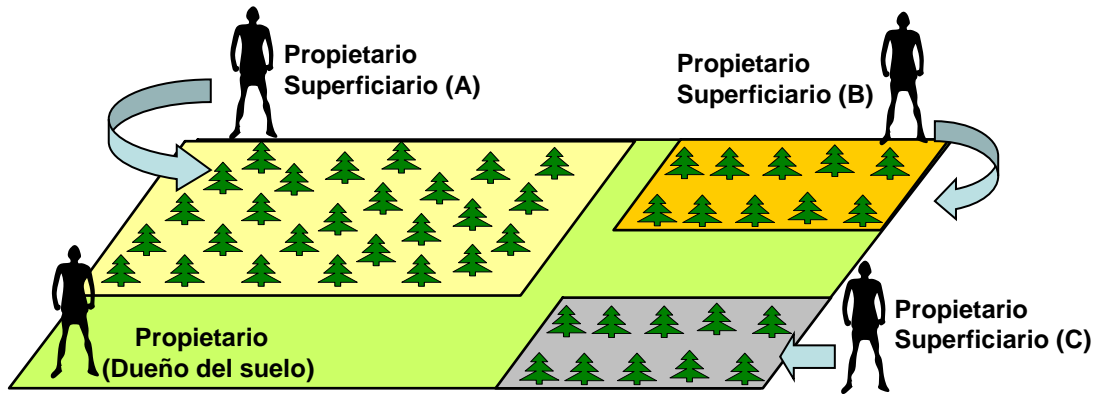 Propietario
Superficiario (A)
Propietario
Superficiario (B)
Propietario
(Dueño del suelo)
Propietario
Superficiario (C)